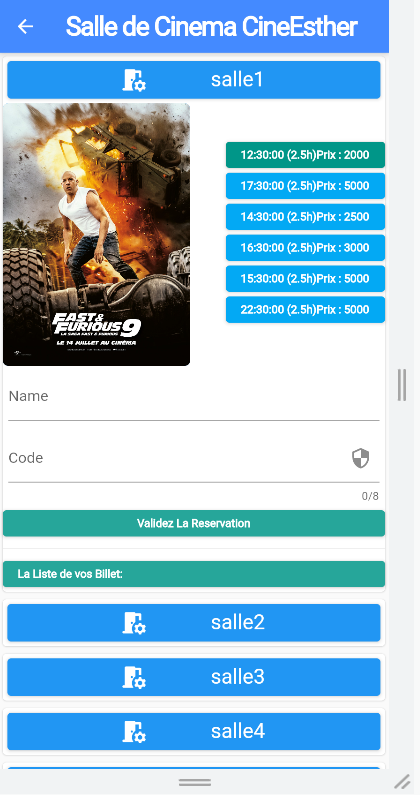 Salle de Cinema CineEsther
salle1
12:30:00 (2.5h)Prix : 2000
17:30:00 (2.5h)Prix : 5000
14:30:00 (2.5h)Prix : 2500
16:30:00 (2.5h)Prix : 3000
15:30:00 (2.5h)Prix : 5000
22:30:00 (2.5h)Prix : 5000
FAST &
FURIOUS 9
LA SAGA FAST & FURIOUS
LE 14 JUILLET AU CINÉMA
Name
Code
0/8
Validez La Reservation
La Liste de vos Billet:
salle2
salle3
salle4